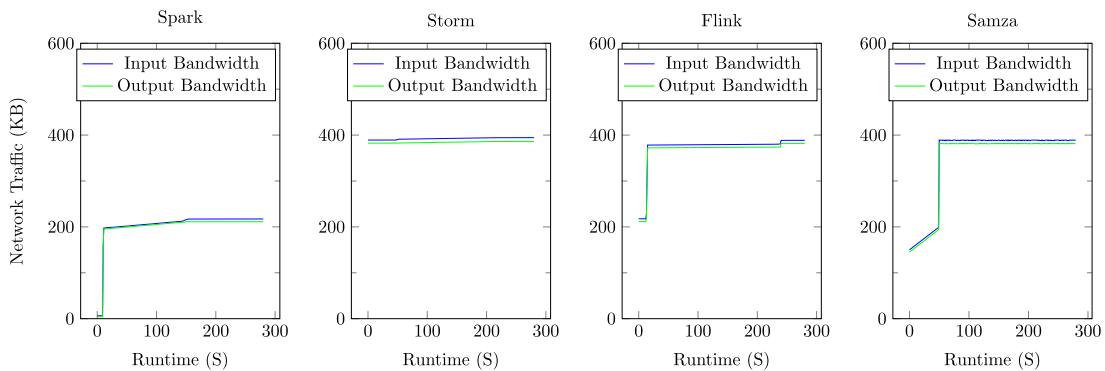 Spark
Storm
Flink
Samza
Network Traffic (KB)
600
400
200
0
Input Bandwidth
Output Bandwidth
0
100
200
300
Runtime (S)
600
400
200
0
Input Bandwidth
Output Bandwidth
0
100
200
300
Runtime (S)
600
400
200
0
Input Bandwidth
Output Bandwidth
0
100
200
300
Runtime (S)
600
400
200
0
Input Bandwidth
Output Bandwidth
0
100
200
300
Runtime (S)